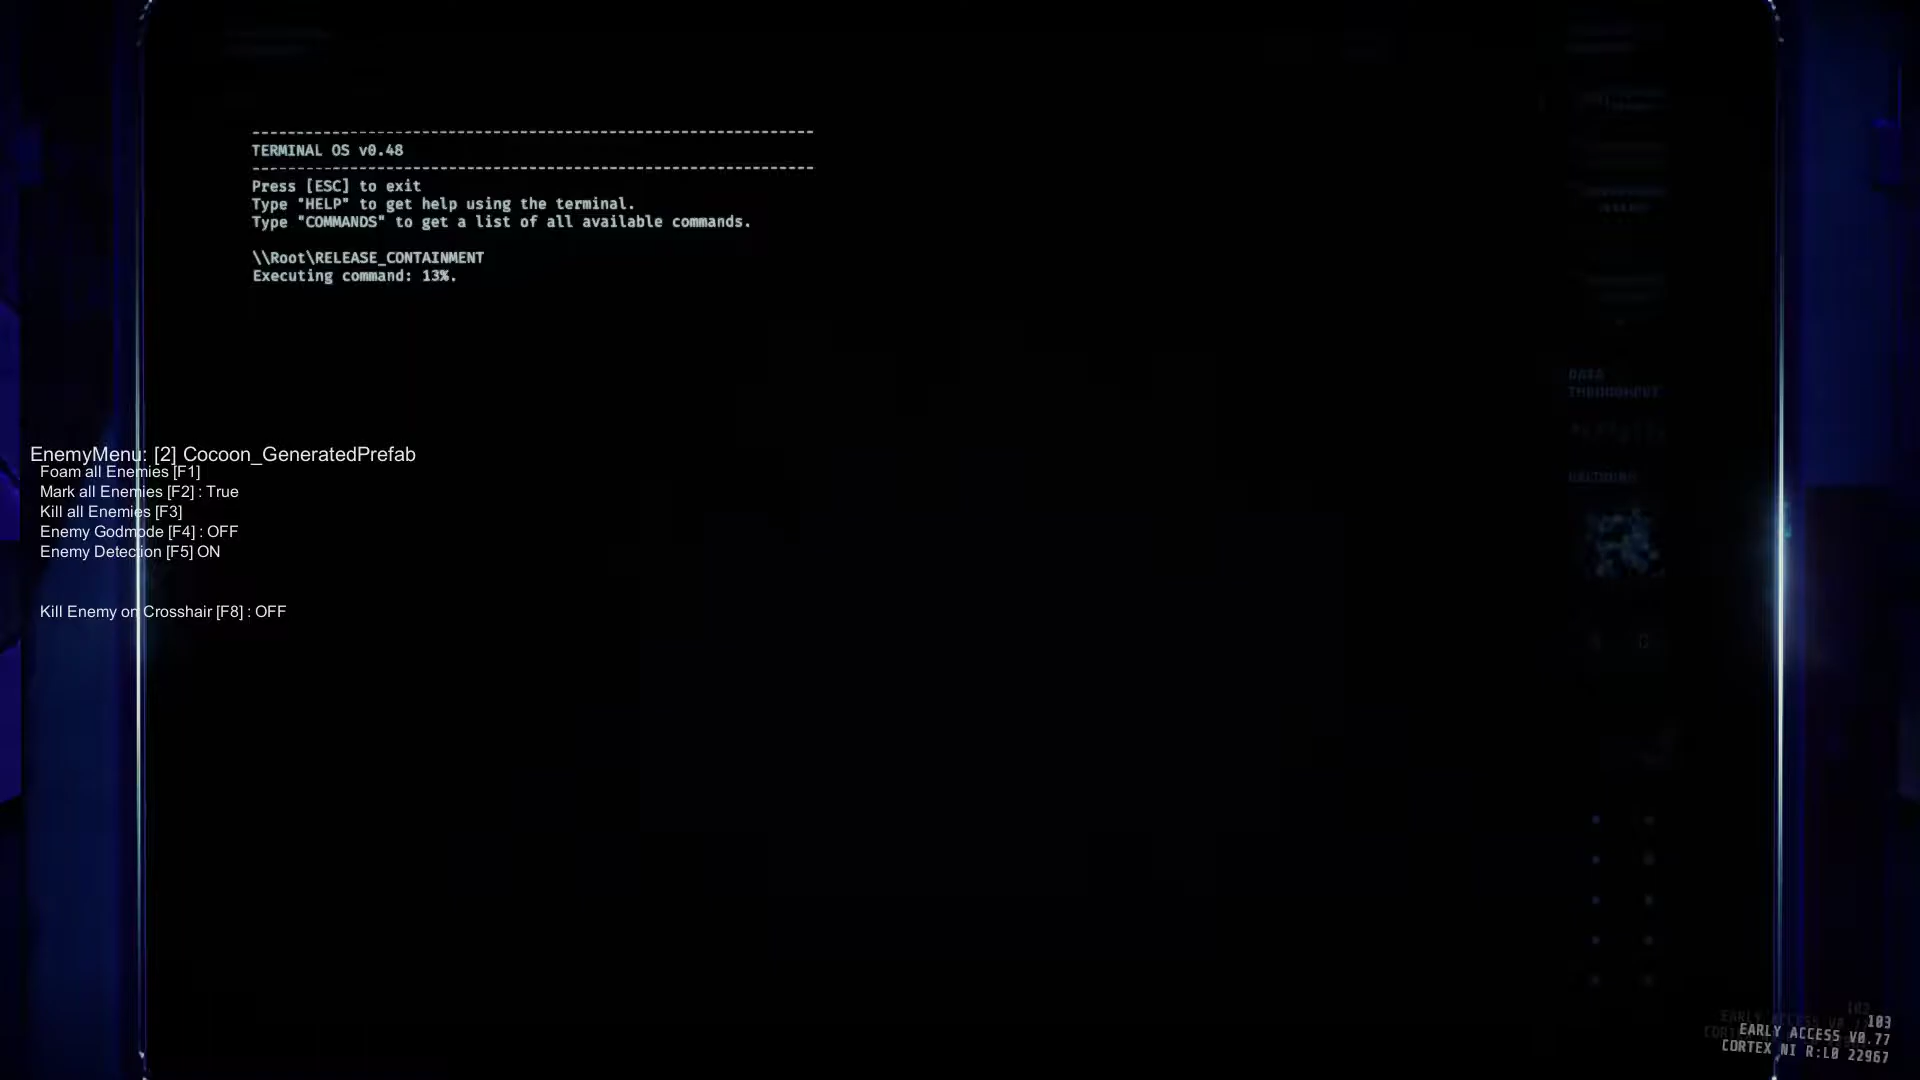 ------------------------------------------------------------------
TERMINAL OS v0.48
------------------------------------------------------------------
Press [ESC] to exit
Type "HELP" to get help using the terminal.
Type "COMMANDS" to get a list of all available commands.
\\Root\RELEASE_CONTAINMENT
Executing command: 13%.
DATA
THROUGHPUT
EnemyMenu: [2] Cocoon_GeneratedPrefab
Foam all Enemies [F1]
Mark all Enemies [F2] : True
Kill all Enemies [F3]
Enemy Godmode [F4] : OFF
Enemy Detection [F5] ON
Kill Enemy on Crosshair [F8] : OFF
103
EARLY ACCESS V0.77
CORTEX NI R:L0 22967